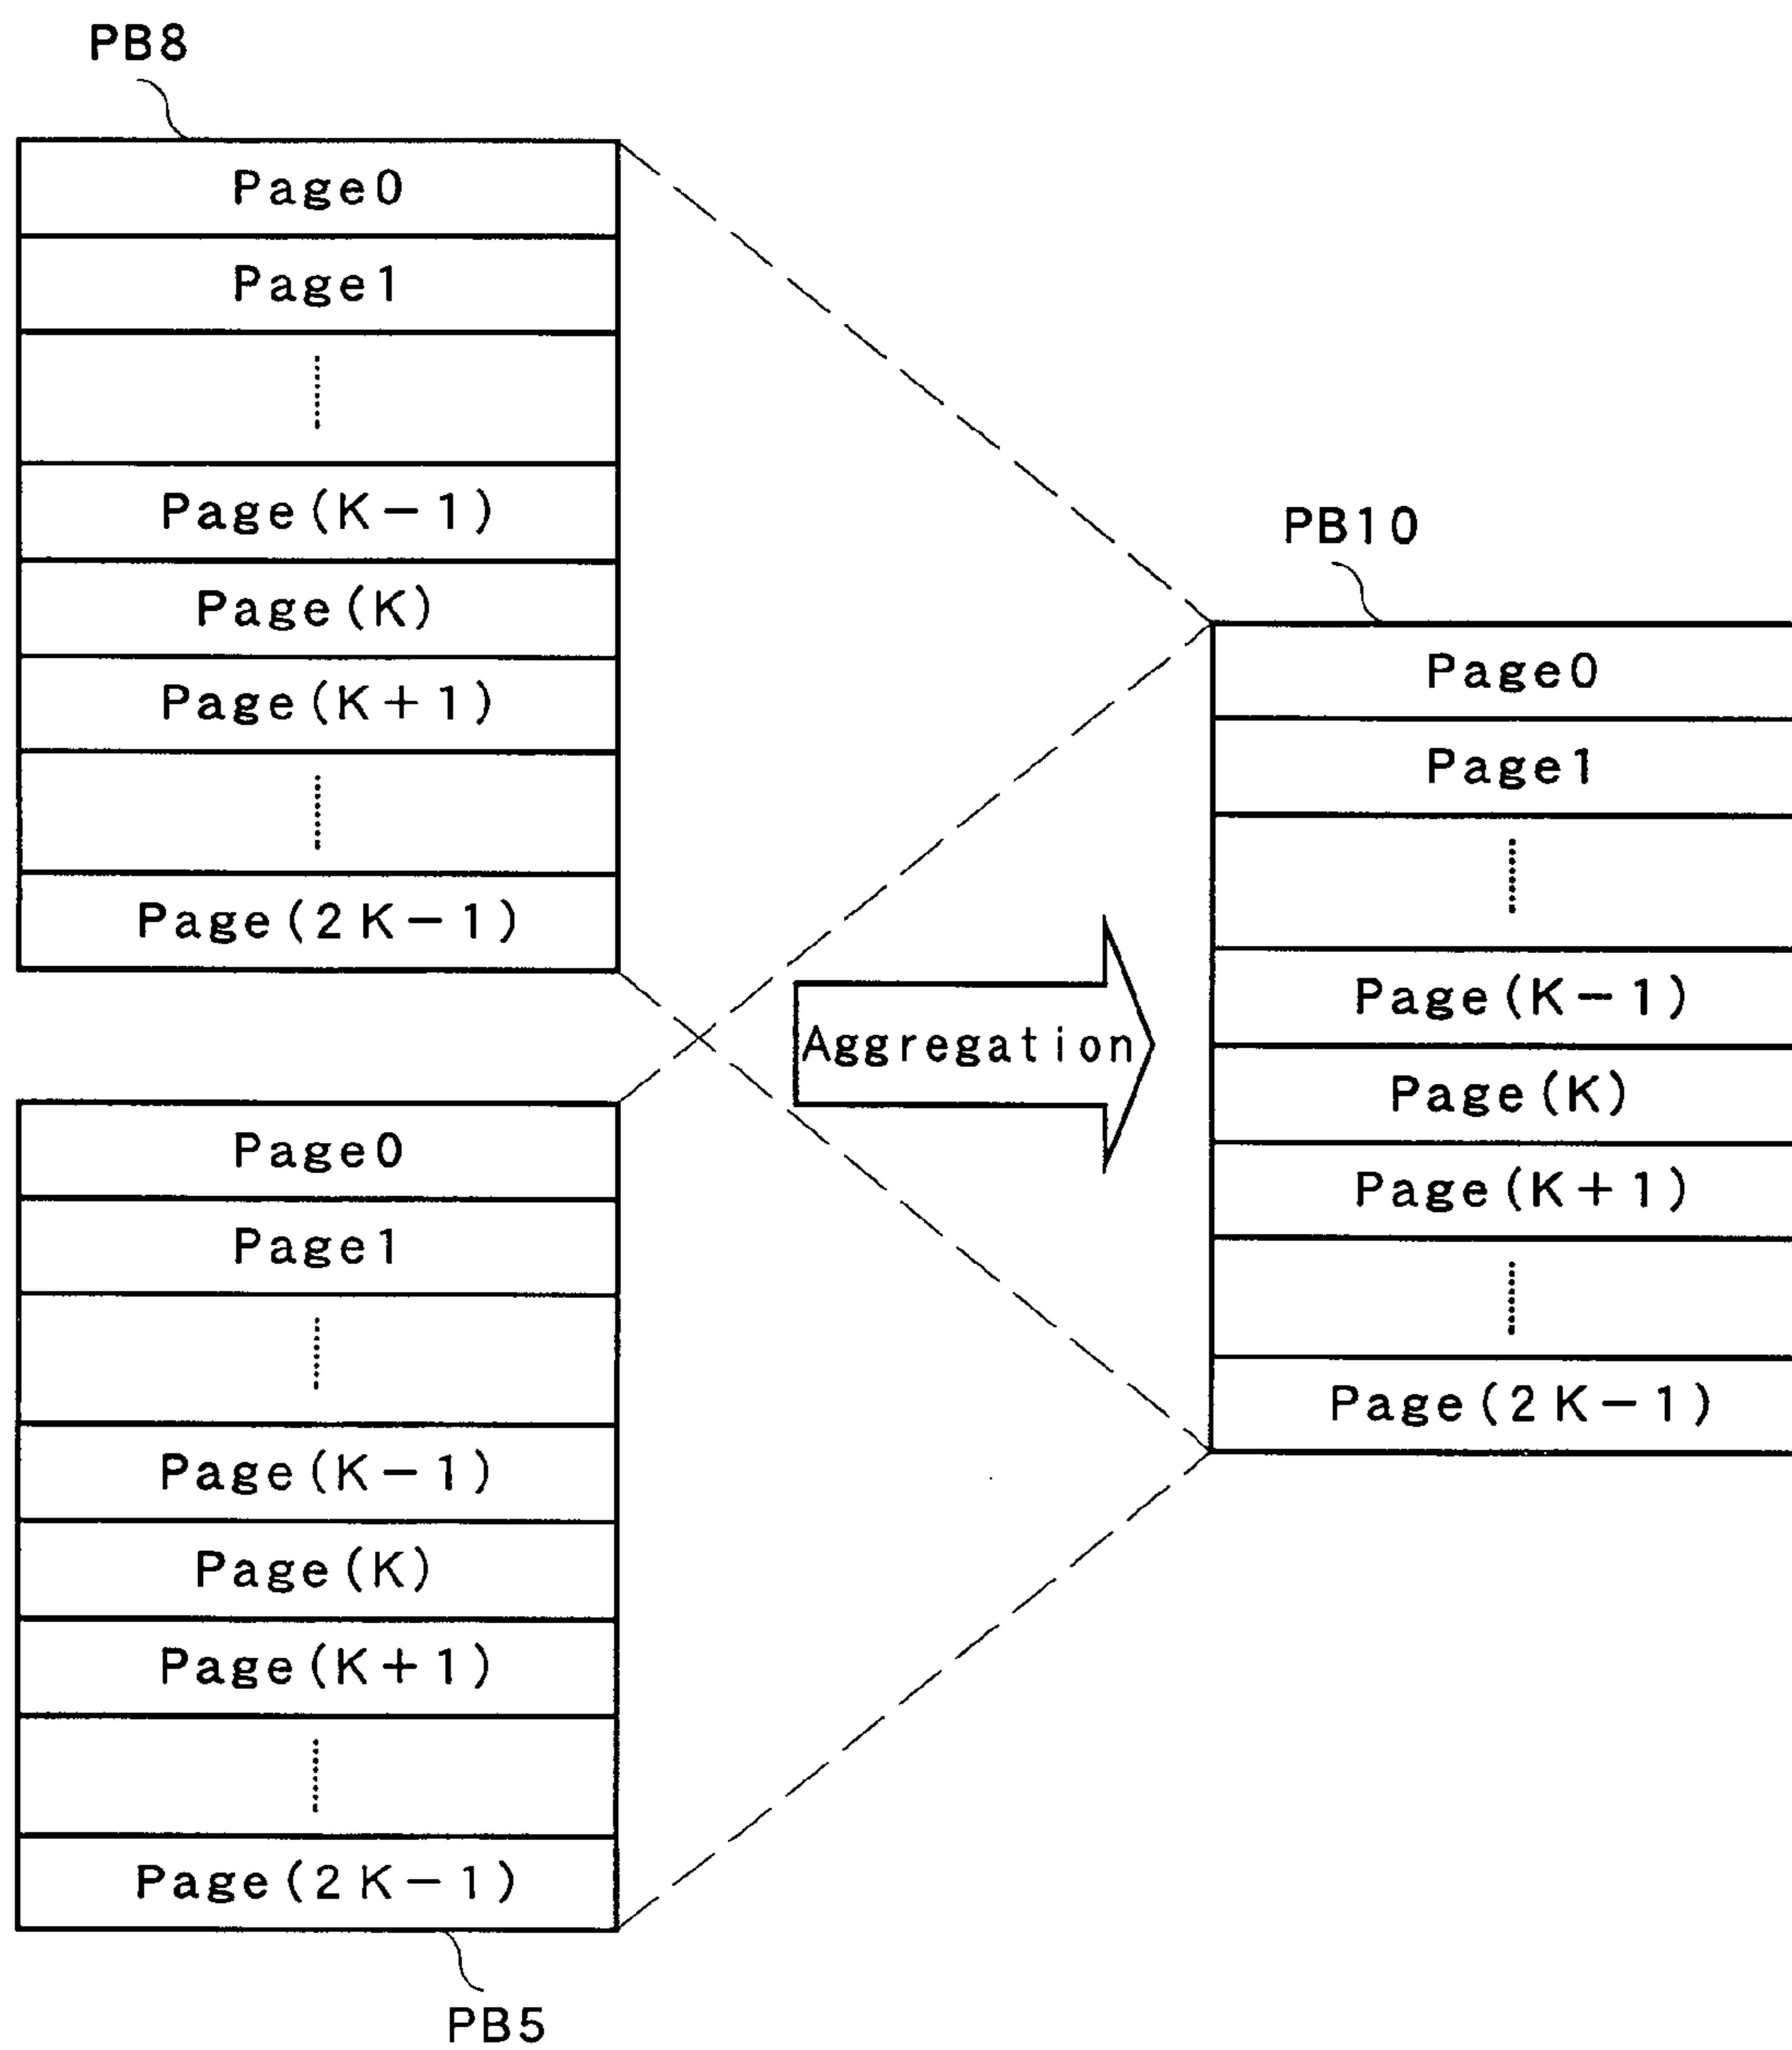 PB8
Page0
Page1
Page(K-1)
Page(K)
Page(K+1)
Page(2K-1)
Page0
Page1
Page(K-1)
Page(K)
Page(K+1)
Page(2K-1)
PB5
Aggregation
PB10
Page0
Page1
Page(K-1)
Page(K)
Page(K+1)
Page(2K-1)